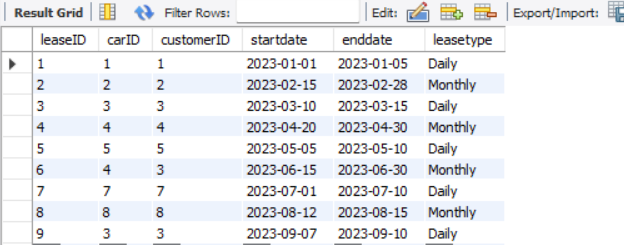 Result Grid Filter Rows: Edit: Export/Import:
leaseID carID customerID startdate enddate leasetype
1 1 1 2023-01-01 2023-01-05 Daily
2 2 2 2023-02-15 2023-02-28 Monthly
3 3 3 2023-03-10 2023-03-15 Daily
4 4 4 2023-04-20 2023-04-30 Monthly
5 5 5 2023-05-05 2023-05-10 Daily
6 4 3 2023-06-15 2023-06-30 Monthly
7 7 7 2023-07-01 2023-07-10 Daily
8 8 8 2023-08-12 2023-08-15 Monthly
9 3 3 2023-09-07 2023-09-10 Daily